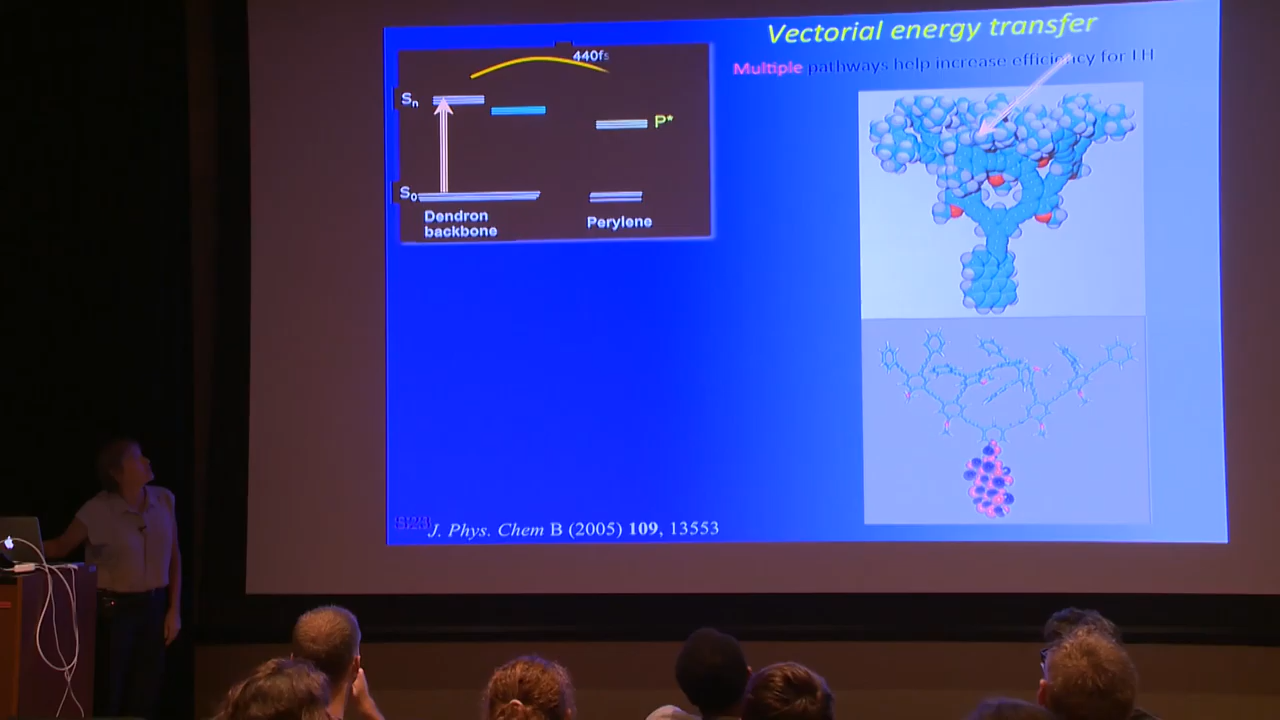 Vectorial energy transfer
Multiple pathways help increase efficiency for LH
440fs
Sn
P*
S0
Dendron
backbone
Perylene
J. Phys. Chem B (2005) 109, 13553